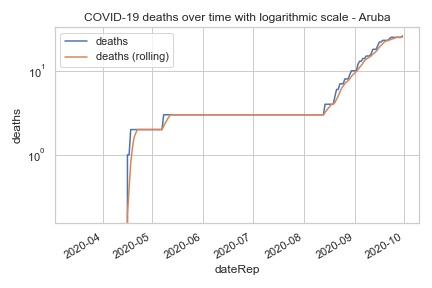 COVID-19 deaths over time with logarithmic scale - Aruba
deaths
deaths (rolling)
10¹
10⁰
deaths
2020-04
2020-05
2020-06
2020-07
2020-08
2020-09
2020-10
dateRep